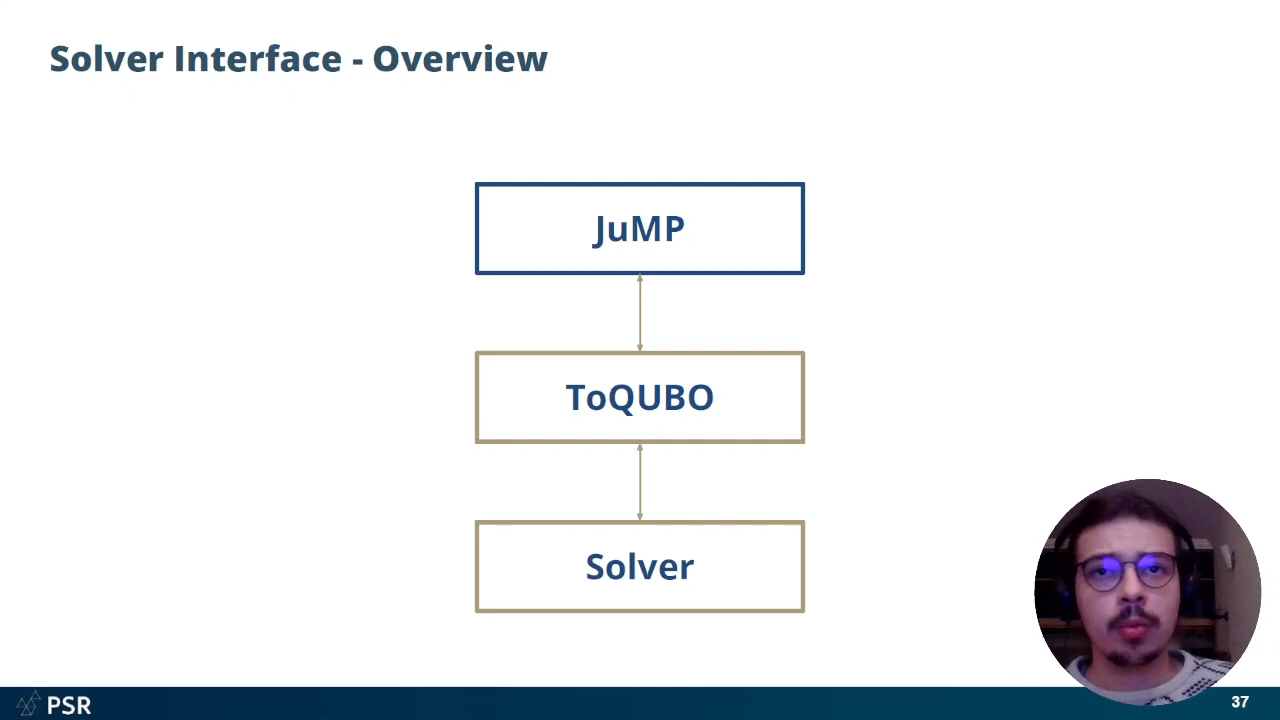 Solver Interface - Overview
JuMP
ToQUBO
Solver
PSR
37